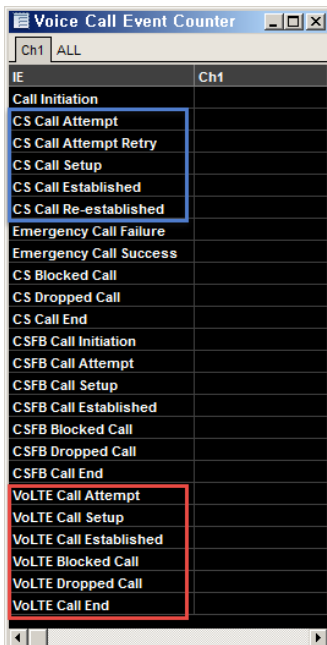 Voice Call Event Counter
Ch1 ALL
IE Ch1
Call Initiation
CS Call Attempt
CS Call Attempt Retry
CS Call Setup
CS Call Established
CS Call Re-established
Emergency Call Failure
Emergency Call Success
CS Blocked Call
CS Dropped Call
CS Call End
CSFB Call Initiation
CSFB Call Attempt
CSFB Call Setup
CSFB Call Established
CSFB Blocked Call
CSFB Dropped Call
CSFB Call End
VoLTE Call Attempt
VoLTE Call Setup
VoLTE Call Established
VoLTE Blocked Call
VoLTE Dropped Call
VoLTE Call End